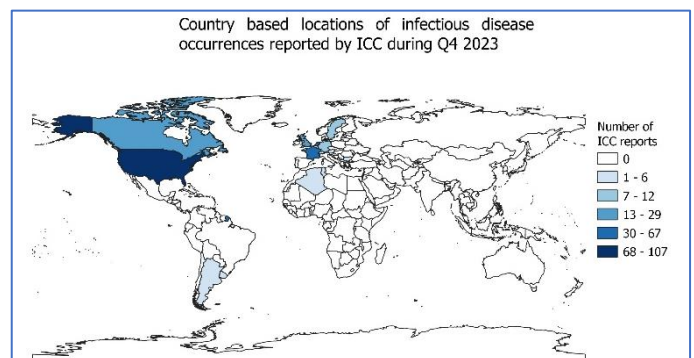 Country based locations of infectious disease
occurrences reported by ICC during Q4 2023
Number of
ICC reports
0
1 - 6
7 - 12
13 - 29
30 - 67
68 - 107